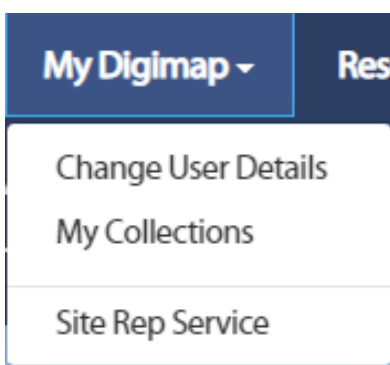 My Digimap Res
Change User Details
My Collections
Site Rep Service